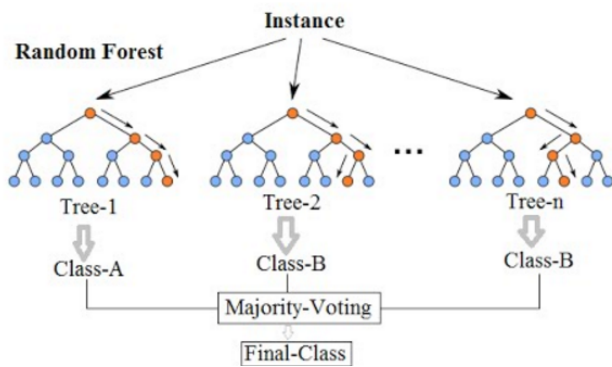 Instance
Random Forest
...
Tree-1
Tree-2
Tree-n
Class-A
Class-B
Class-B
Majority-Voting
Final-Class